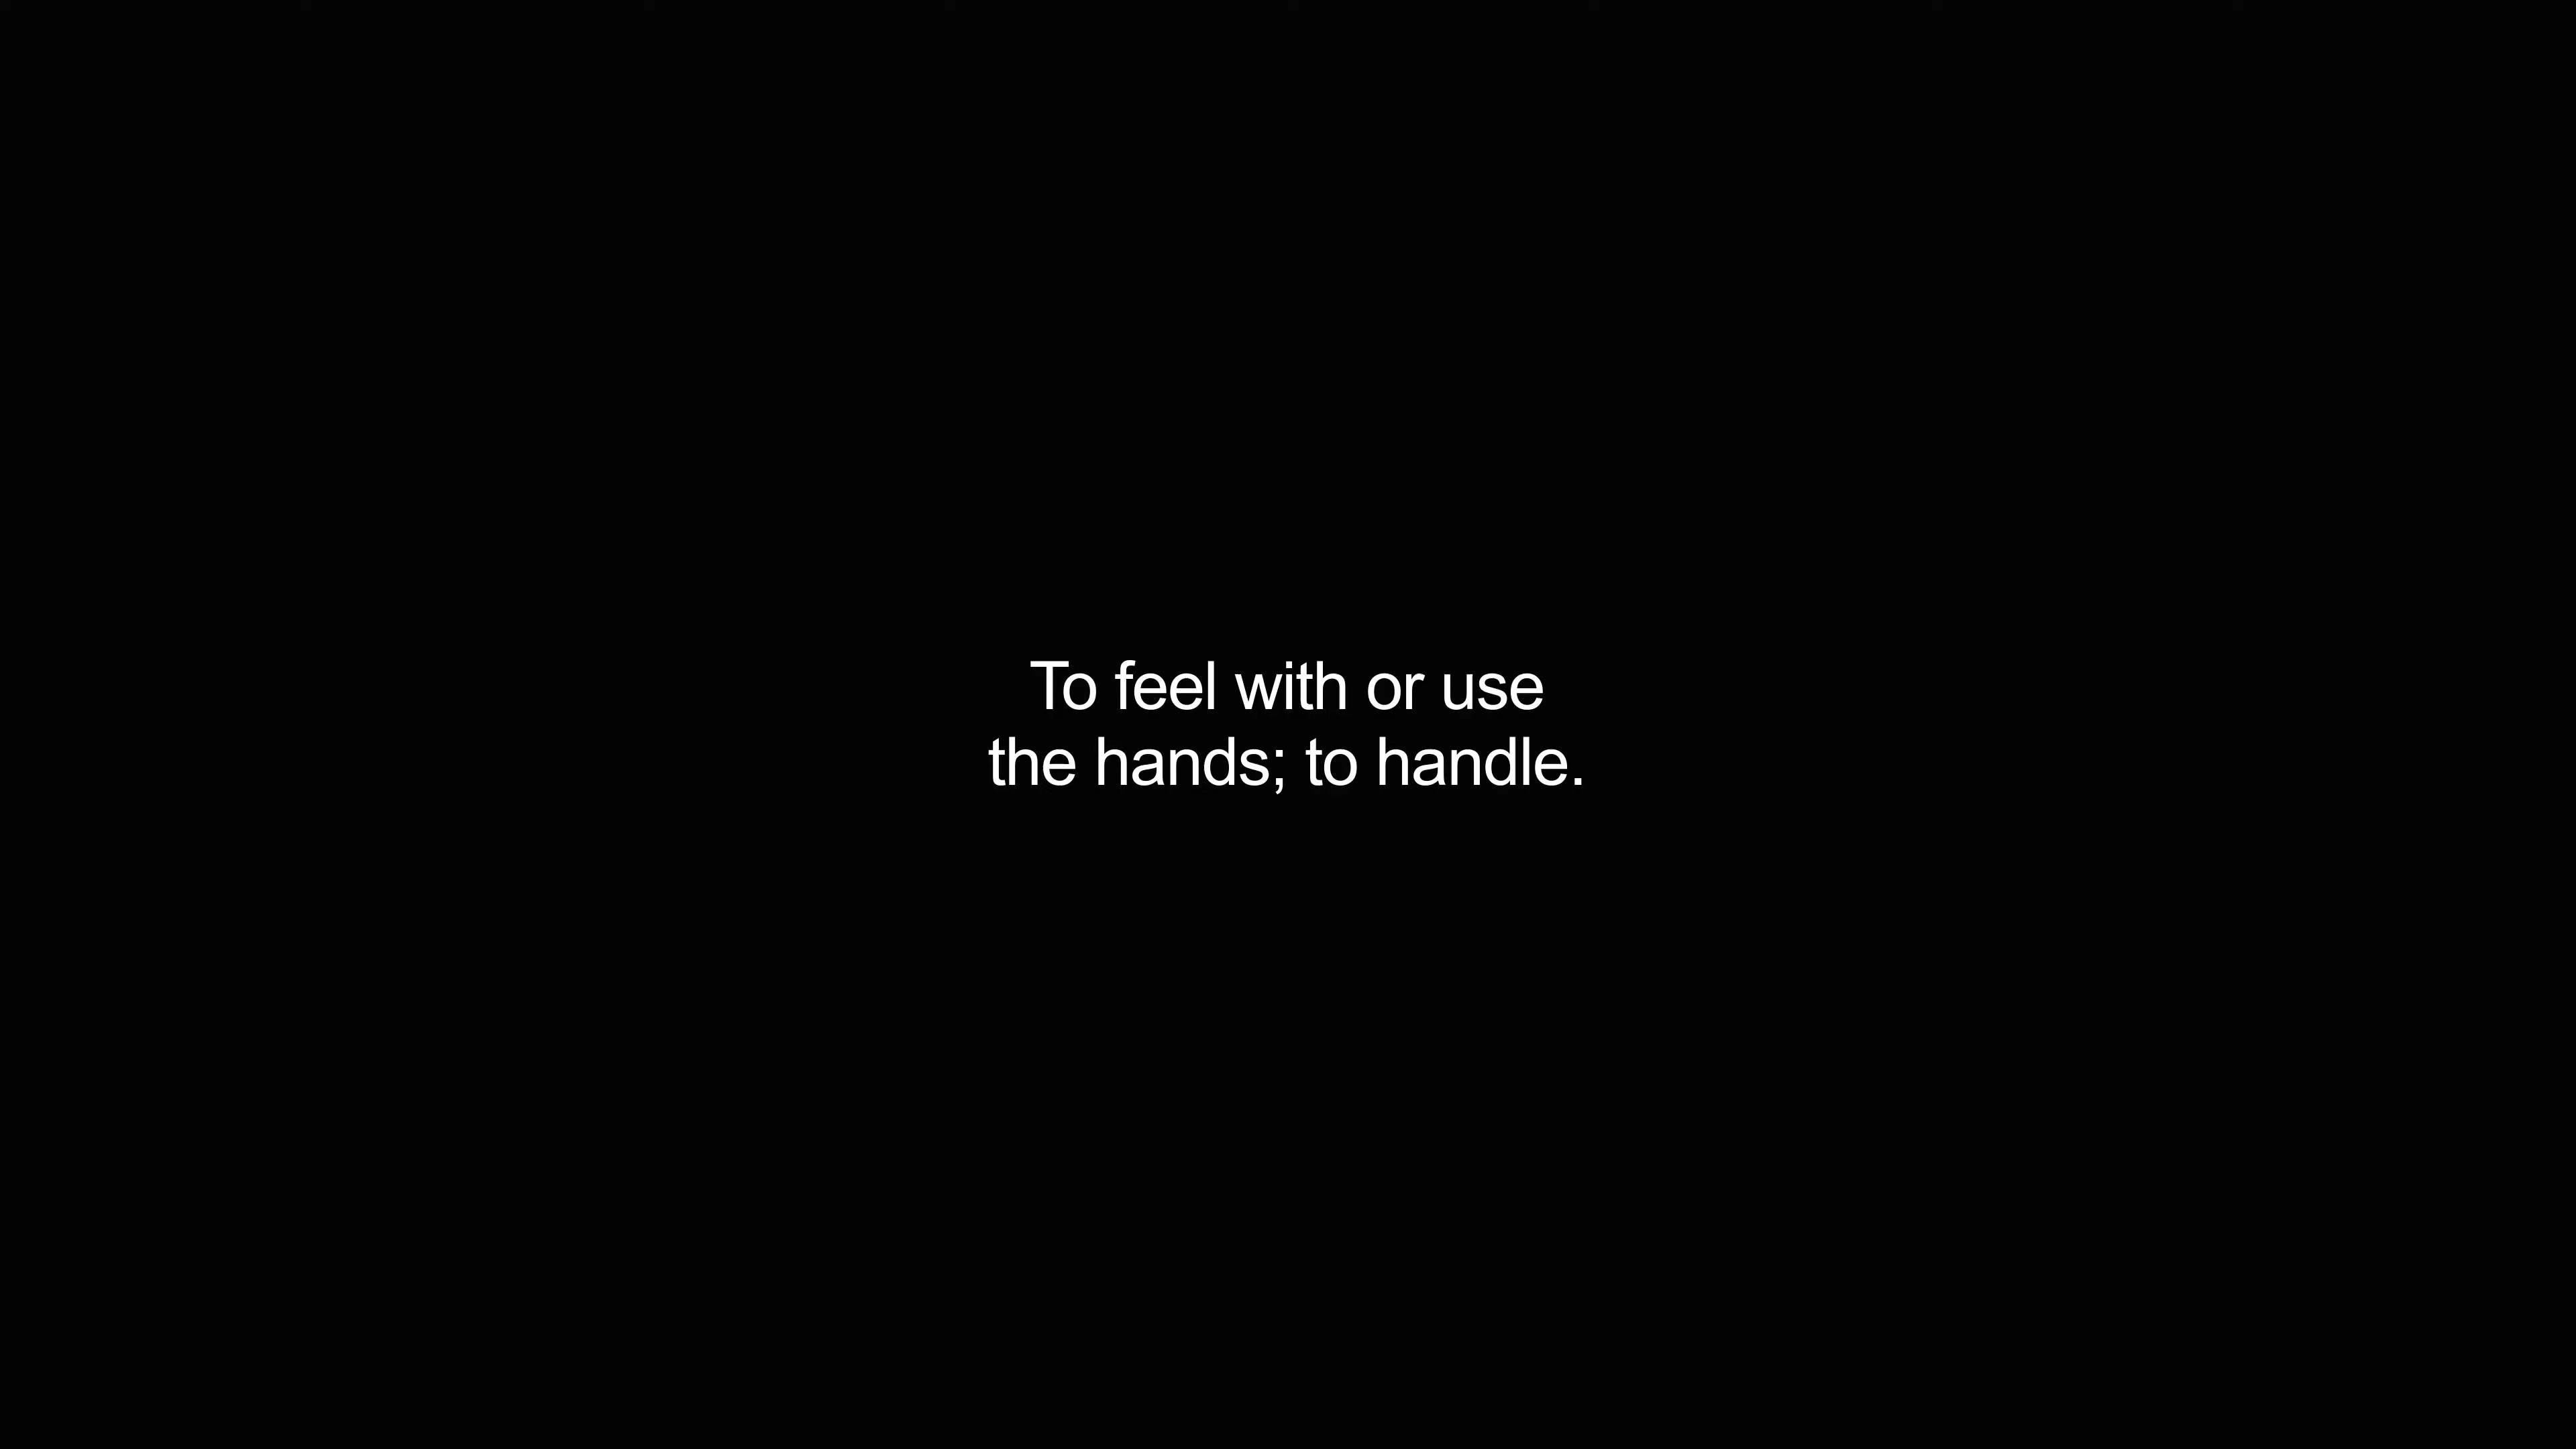 To feel with or use
the hands; to handle.